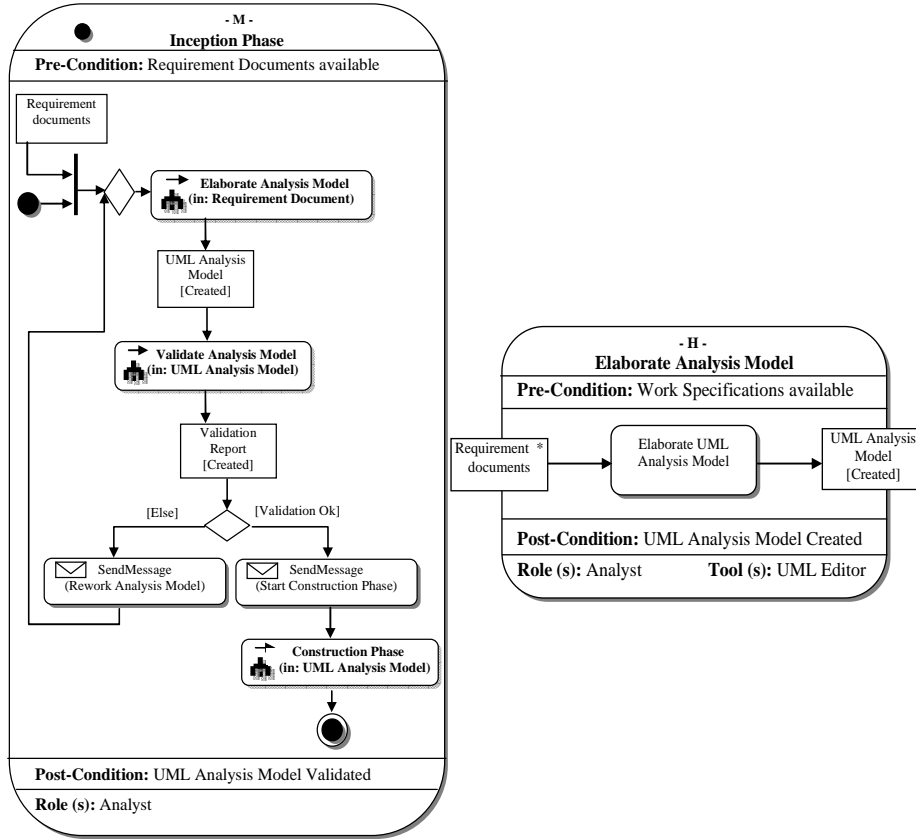 - M -
Inception Phase
Pre-Condition: Requirement Documents available
Requirement
documents
Elaborate Analysis Model
(in: Requirement Document)
UML Analysis
Model
[Created]
Validate Analysis Model
(in: UML Analysis Model)
Validation
Report
[Created]
[Else]
[Validation Ok]
SendMessage
(Rework Analysis Model)
SendMessage
(Start Construction Phase)
Construction Phase
(in: UML Analysis Model)
Post-Condition: UML Analysis Model Validated
Role (s): Analyst
- H -
Elaborate Analysis Model
Pre-Condition: Work Specifications available
Requirement *
documents
Elaborate UML
Analysis Model
UML Analysis
Model
[Created]
Post-Condition: UML Analysis Model Created
Role (s): Analyst Tool (s): UML Editor